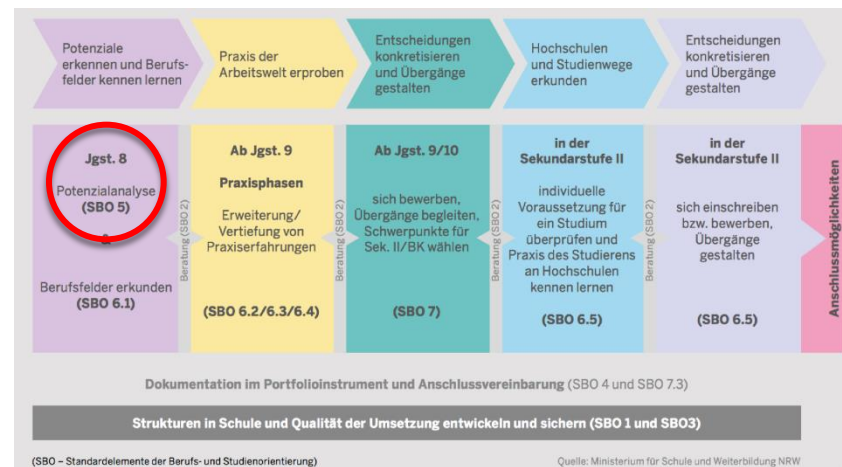 Potenziale
erkennen und Berufs-
felder kennen lernen
Praxis der
Arbeitswelt erproben
Entscheidungen
konkretisieren
und Übergänge
gestalten
Hochschulen
und Studienwege
erkunden
Entscheidungen
konkretisieren
und Übergänge
gestalten
Jgst. 8
Potenzialanalyse
(SBO 5)
&
Berufsfelder erkunden
(SBO 6.1)
Beratung (SBO 2)
Ab Jgst. 9
Praxisphasen
Erweiterung/
Vertiefung von
Praxiserfahrungen
(SBO 6.2/6.3/6.4)
Beratung (SBO 2)
Ab Jgst. 9/10
sich bewerben,
Übergänge begleiten,
Schwerpunkte für
Sek. II/BK wählen
(SBO 7)
Beratung (SBO 2)
in der
Sekundarstufe II
individuelle
Voraussetzung für
ein Studium
überprüfen und
Praxis des Studierens
an Hochschulen
kennen lernen
(SBO 6.5)
Beratung (SBO 2)
in der
Sekundarstufe II
sich einschreiben
bzw. bewerben,
Übergänge
gestalten
(SBO 6.5)
Anschlussmöglichkeiten
Dokumentation im Portfolioinstrument und Anschlussvereinbarung (SBO 4 und SBO 7.3)
Strukturen in Schule und Qualität der Umsetzung entwickeln und sichern (SBO 1 und SBO3)
(SBO – Standardelemente der Berufs- und Studienorientierung)
Quelle: Ministerium für Schule und Weiterbildung NRW